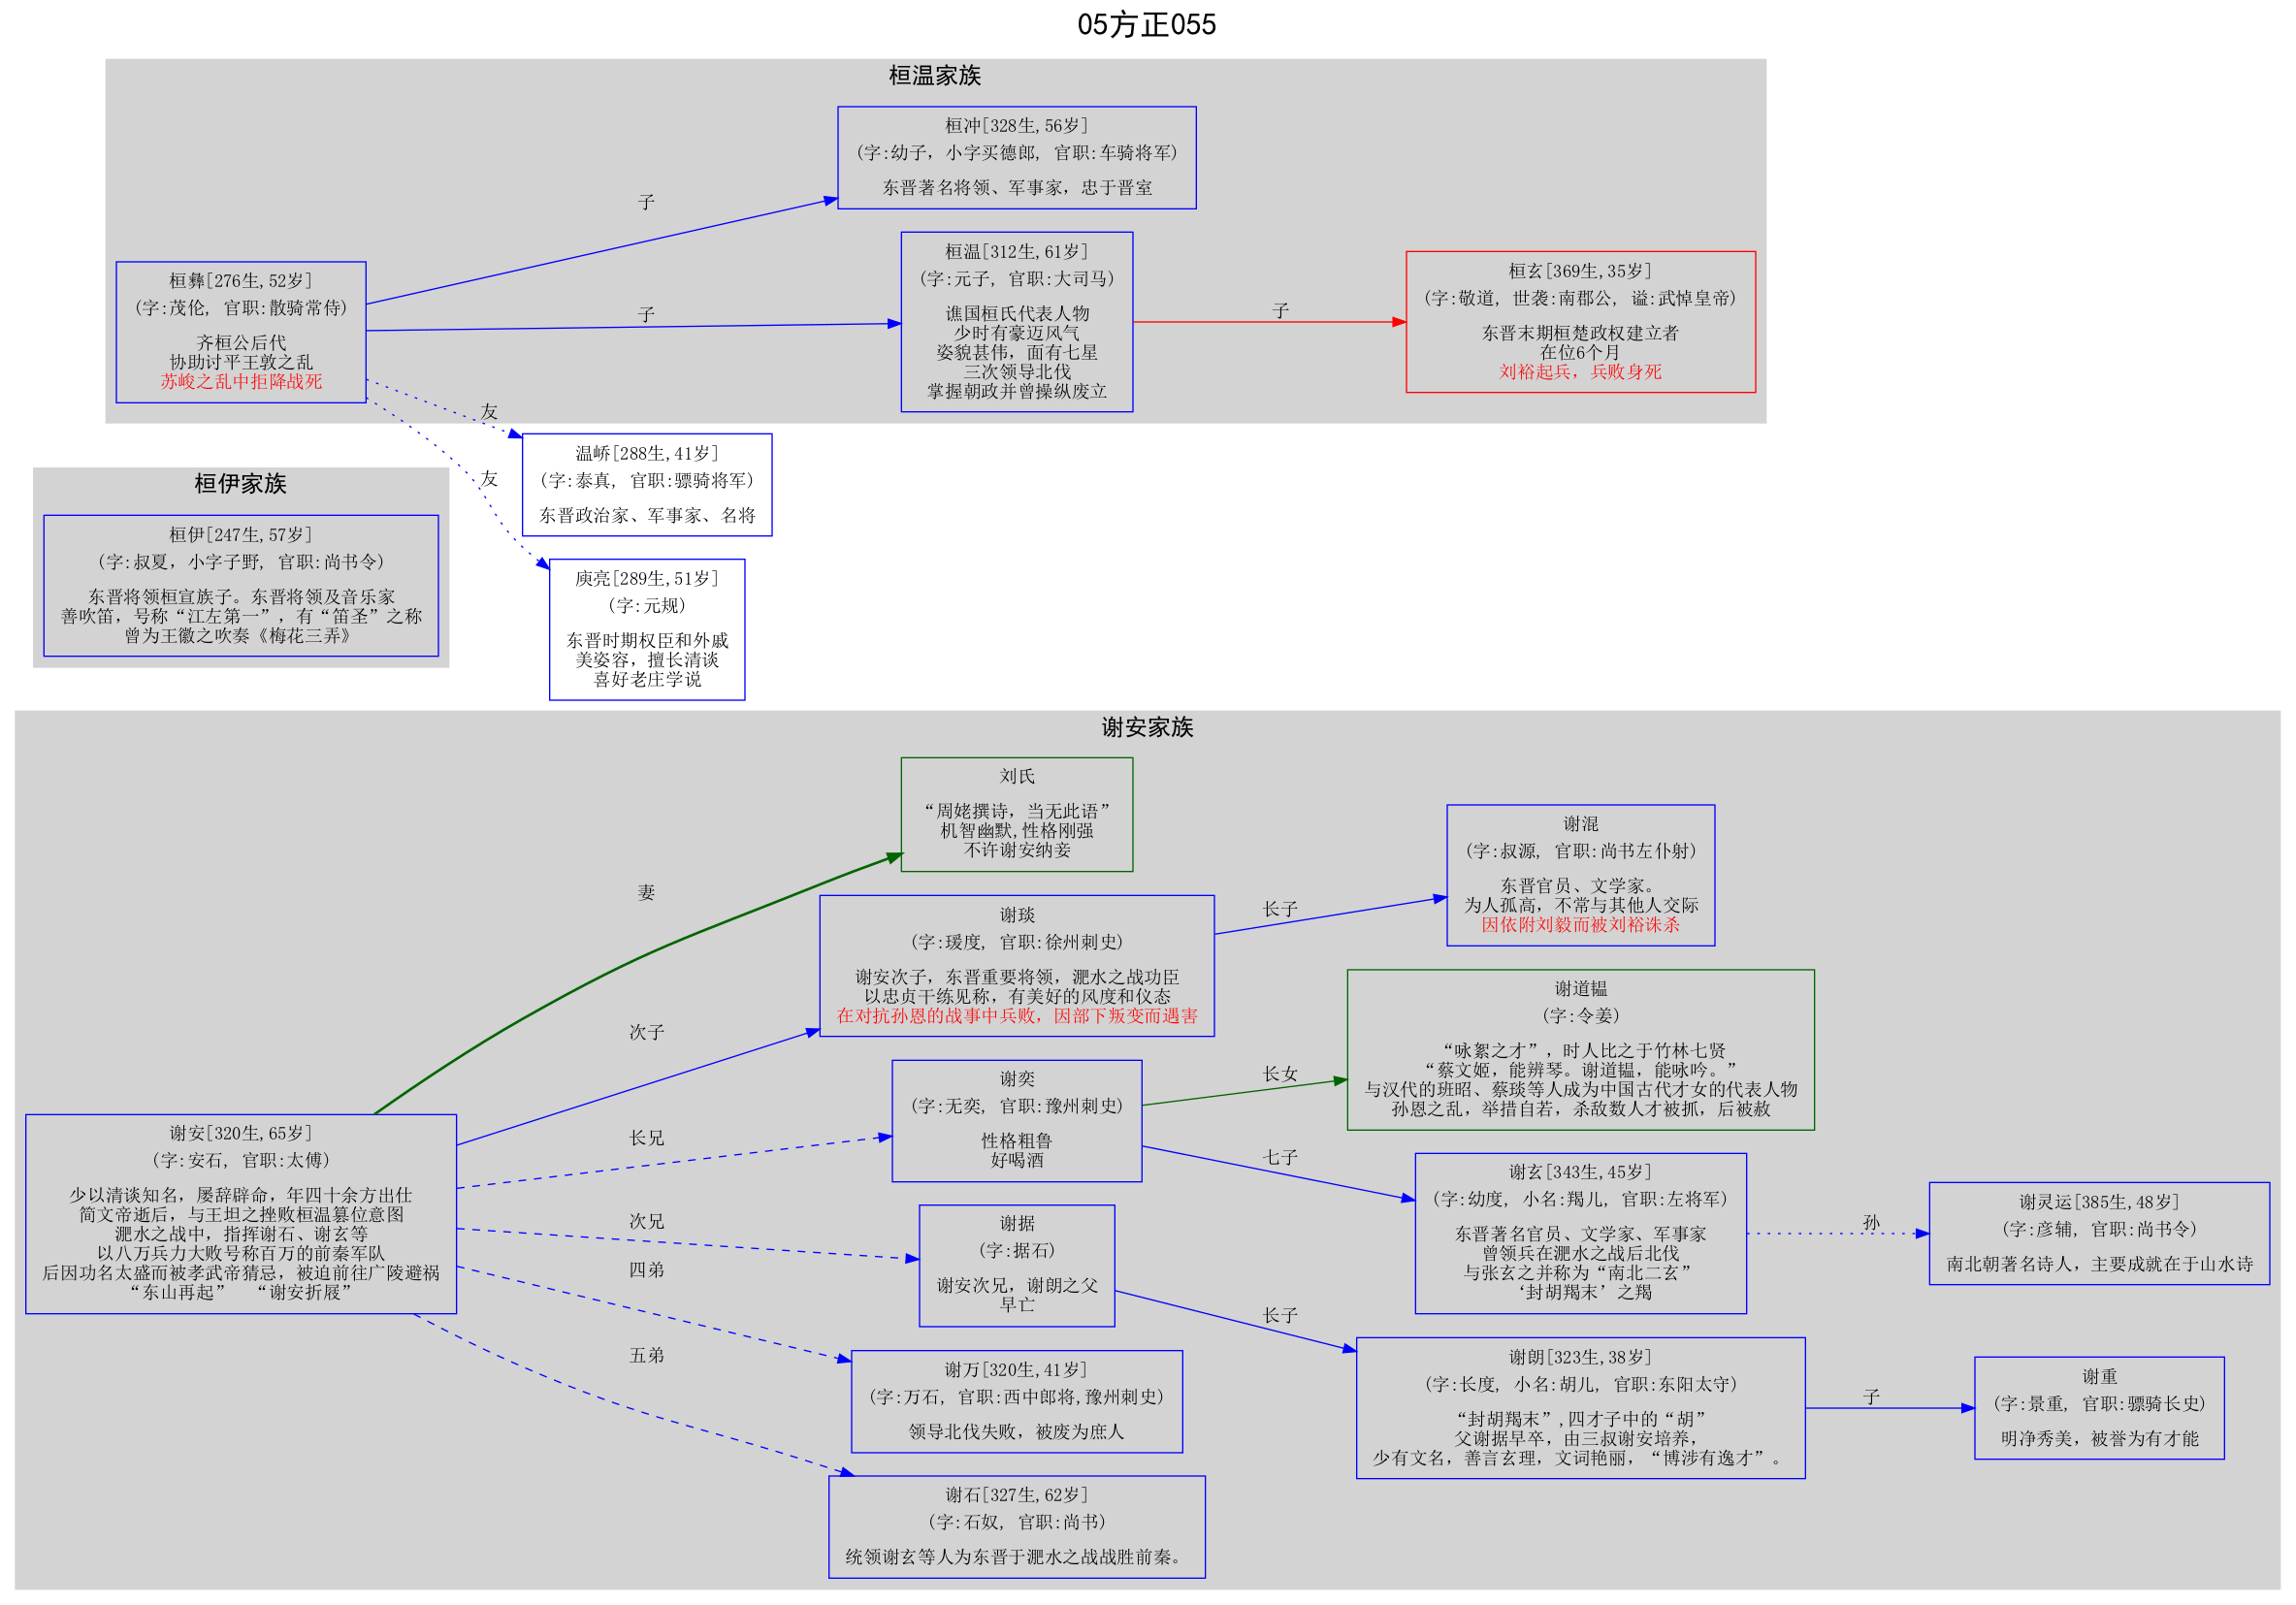 05方正055
桓温家族
桓冲[328生,56岁]
(字:幼子，小字买德郎, 官职:车骑将军)
东晋著名将领、军事家，忠于晋室
子
桓彝[276生,52岁]
(字:茂伦, 官职:散骑常侍)
齐桓公后代
协助讨平王敦之乱
苏峻之乱中拒降战死
子
桓温[312生,61岁]
(字:元子, 官职:大司马)
谯国桓氏代表人物
少时有豪迈风气
姿貌甚伟，面有七星
三次领导北伐
掌握朝政并曾操纵废立
子
桓玄[369生,35岁]
(字:敬道, 世袭:南郡公, 谥:武悼皇帝)
东晋末期桓楚政权建立者
在位6个月
刘裕起兵，兵败身死
友
温峤[288生,41岁]
(字:泰真, 官职:骠骑将军)
东晋政治家、军事家、名将
友
桓伊家族
桓伊[247生,57岁]
(字:叔夏，小字子野, 官职:尚书令)
东晋将领桓宣族子。东晋将领及音乐家
善吹笛，号称“江左第一”，有“笛圣”之称
曾为王徽之吹奏《梅花三弄》
庾亮[289生,51岁]
(字:元规)
东晋时期权臣和外戚
美姿容，擅长清谈
喜好老庄学说
谢安家族
刘氏
“周姥撰诗，当无此语”
机智幽默,性格刚强
不许谢安纳妾
妻
谢琰
(字:瑗度, 官职:徐州刺史)
谢安次子，东晋重要将领，淝水之战功臣
以忠贞干练见称，有美好的风度和仪态
在对抗孙恩的战事中兵败，因部下叛变而遇害
次子
长子
谢混
(字:叔源, 官职:尚书左仆射)
东晋官员、文学家。
为人孤高，不常与其他人交际
因依附刘毅而被刘裕诛杀
谢奕
(字:无奕, 官职:豫州刺史)
性格粗鲁
好喝酒
长兄
长女
谢道韫
(字:令姜)
“咏絮之才”，时人比之于竹林七贤
“蔡文姬，能辨琴。谢道韫，能咏吟。”
与汉代的班昭、蔡琰等人成为中国古代才女的代表人物
孙恩之乱，举措自若，杀敌数人才被抓，后被赦
谢安[320生,65岁]
(字:安石, 官职:太傅)
少以清谈知名，屡辞辟命，年四十余方出仕
简文帝逝后，与王坦之挫败桓温篡位意图
淝水之战中，指挥谢石、谢玄等
以八万兵力大败号称百万的前秦军队
后因功名太盛而被孝武帝猜忌，被迫前往广陵避祸
“东山再起” “谢安折屐”
七子
谢玄[343生,45岁]
(字:幼度, 小名:羯儿, 官职:左将军)
东晋著名官员、文学家、军事家
曾领兵在淝水之战后北伐
与张玄之并称为“南北二玄”
‘封胡羯末’之羯
孙
谢灵运[385生,48岁]
(字:彦辅, 官职:尚书令)
南北朝著名诗人，主要成就在于山水诗
次兄
谢据
(字:据石)
谢安次兄，谢朗之父
早亡
长子
谢朗[323生,38岁]
(字:长度, 小名:胡儿, 官职:东阳太守)
“封胡羯末”,四才子中的“胡”
父谢据早卒，由三叔谢安培养，
少有文名，善言玄理，文词艳丽，“博涉有逸才”。
子
谢重
(字:景重, 官职:骠骑长史)
明净秀美，被誉为有才能
四弟
谢万[320生,41岁]
(字:万石, 官职:西中郎将,豫州刺史)
领导北伐失败，被废为庶人
五弟
谢石[327生,62岁]
(字:石奴, 官职:尚书)
统领谢玄等人为东晋于淝水之战战胜前秦。